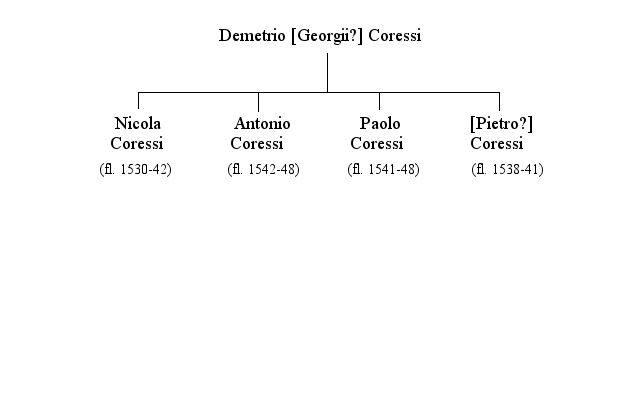 Demetrio [Georgii?] Coressi
Nicola
Coressi
(fl. 1530-42)
Antonio
Coressi
(fl. 1542-48)
Paolo
Coressi
(fl. 1541-48)
[Pietro?]
Coressi
(fl. 1538-41)